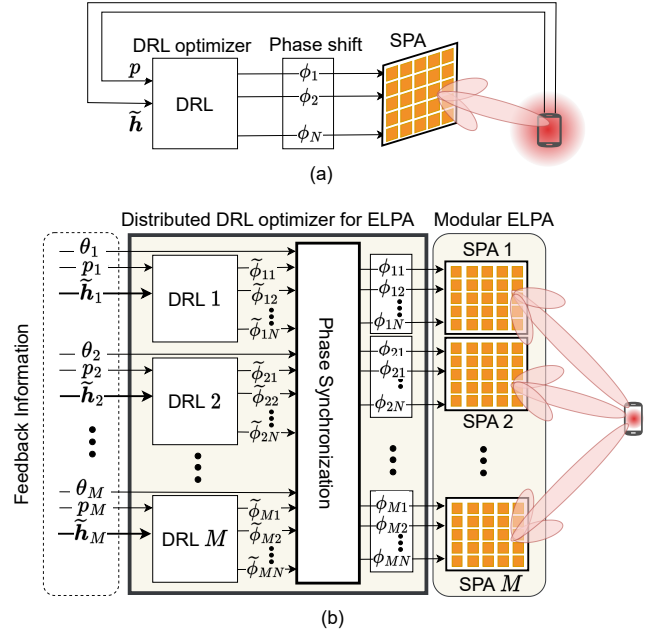 DRL optimizer Phase shift SPA
p
h̃
DRL
ϕ1
ϕ2
ϕN
(a)
Distributed DRL optimizer for ELPA Modular ELPA
Feedback Information
θ1
p1
h̃1
DRL 1
ϕ̃11
ϕ̃12
ϕ̃1N
θ2
p2
h̃2
DRL 2
ϕ̃21
ϕ̃22
ϕ̃2N
θM
pM
h̃M
DRL M
ϕ̃M1
ϕ̃M2
ϕ̃MN
Phase Synchronization
ϕ11
ϕ12
ϕ1N
ϕ21
ϕ21
ϕ2N
ϕM1
ϕM2
ϕMN
SPA 1
SPA 2
SPA M
(b)